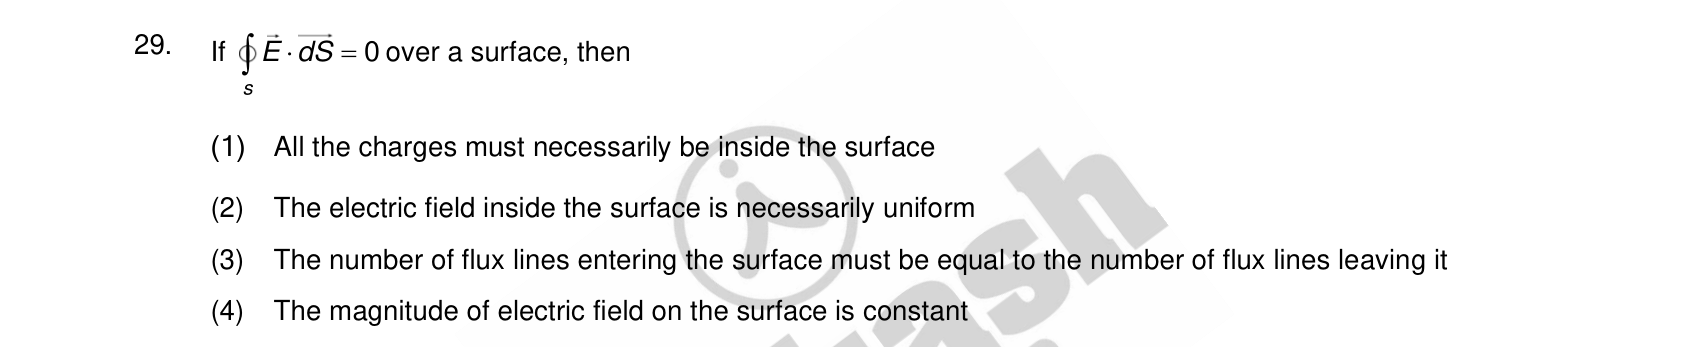 29. If ∮ E⃗ · dS⃗ = 0 over a surface, then
s
(1) All the charges must necessarily be inside the surface
(2) The electric field inside the surface is necessarily uniform
(3) The number of flux lines entering the surface must be equal to the number of flux lines leaving it
(4) The magnitude of electric field on the surface is constant